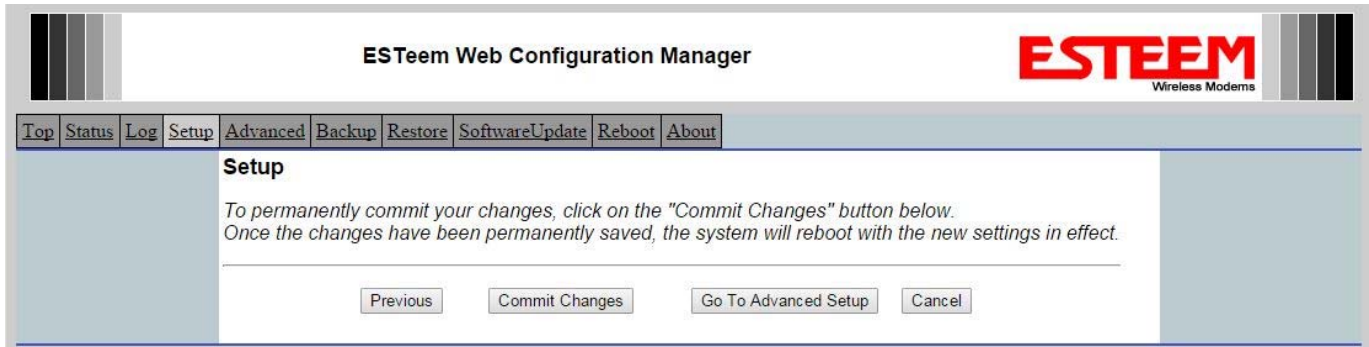 ESTeem Web Configuration Manager
ESTEEM
Wireless Modems
Top Status Log Setup Advanced Backup Restore SoftwareUpdate Reboot About
Setup
To permanently commit your changes, click on the "Commit Changes" button below.
Once the changes have been permanently saved, the system will reboot with the new settings in effect.
Previous Commit Changes Go To Advanced Setup Cancel